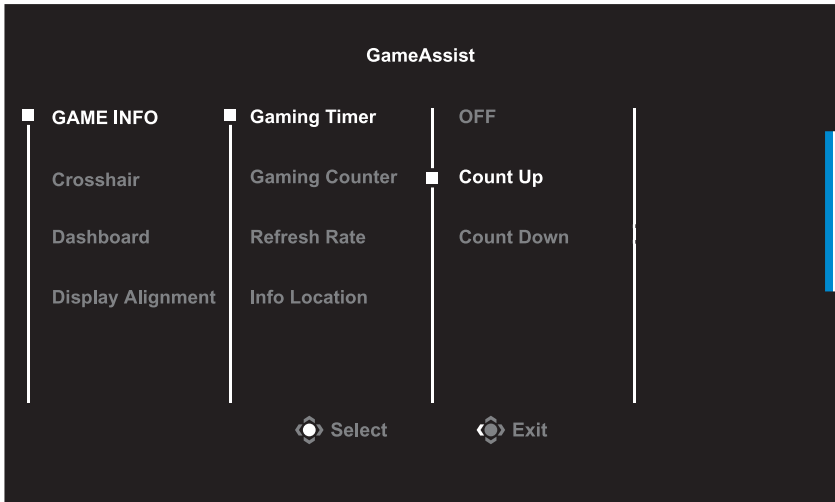 GameAssist
GAME INFO
Crosshair
Dashboard
Display Alignment
Gaming Timer
Gaming Counter
Refresh Rate
Info Location
OFF
Count Up
Count Down
Select
Exit